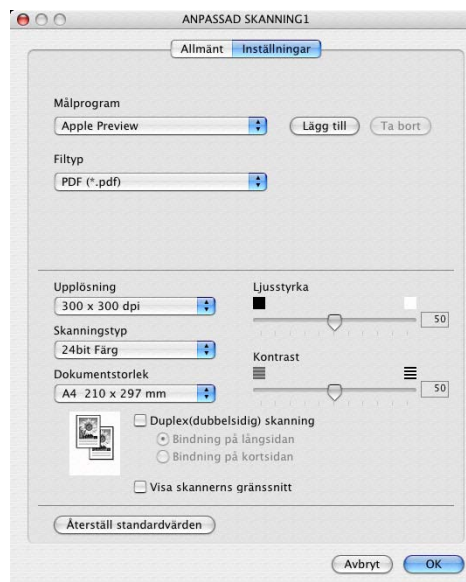 ANPASSAD SKANNING1
Allmänt Inställningar
Målprogram
Apple Preview Lägg till Ta bort
Filtyp
PDF (*.pdf)
Upplösning Ljusstyrka
300 x 300 dpi 50
Skanningstyp
24bit Färg
Kontrast
Dokumentstorlek
A4 210 x 297 mm 50
Duplex(dubbelsidig) skanning
Bindning på långsidan
Bindning på kortsidan
Visa skannerns gränssnitt
Återställ standardvärden
Avbryt OK